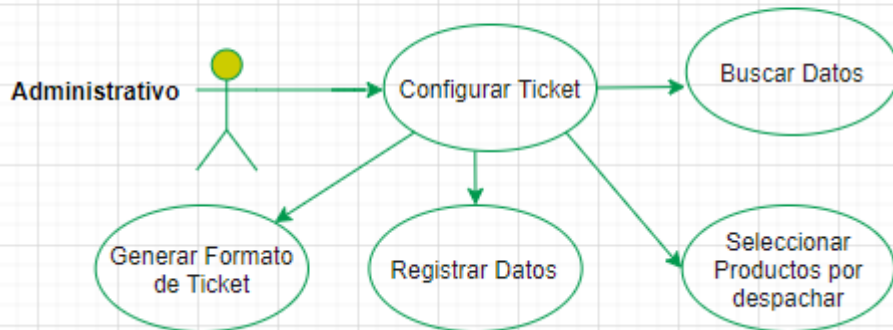 Administrativo
Configurar Ticket
Buscar Datos
Generar Formato
de Ticket
Registrar Datos
Seleccionar
Productos por
despachar